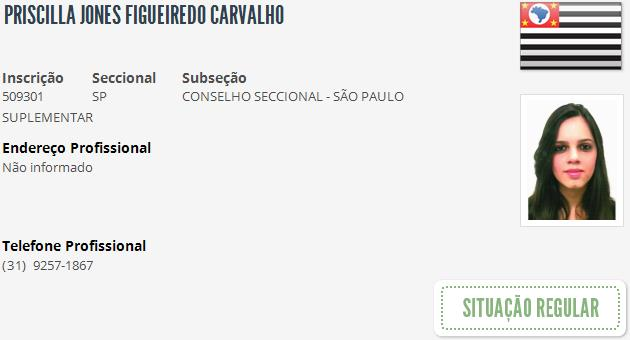 PRISCILLA JONES FIGUEIREDO CARVALHO
Inscrição Seccional Subseção
509301 SP CONSELHO SECCIONAL - SÃO PAULO
SUPLEMENTAR
Endereço Profissional
Não informado
Telefone Profissional
(31) 9257-1867
SITUAÇÃO REGULAR